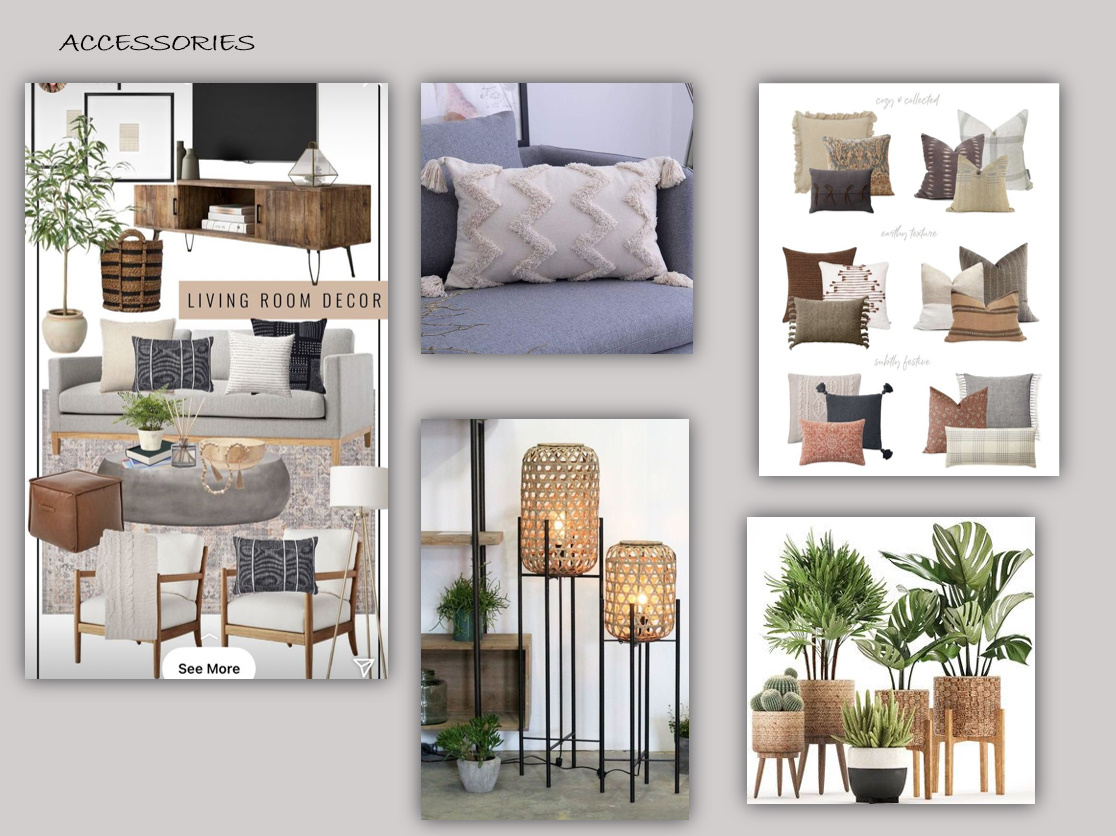 ACCESSORIES
LIVING ROOM DECOR
See More
cozy & collected
earthy texture
subtly festive